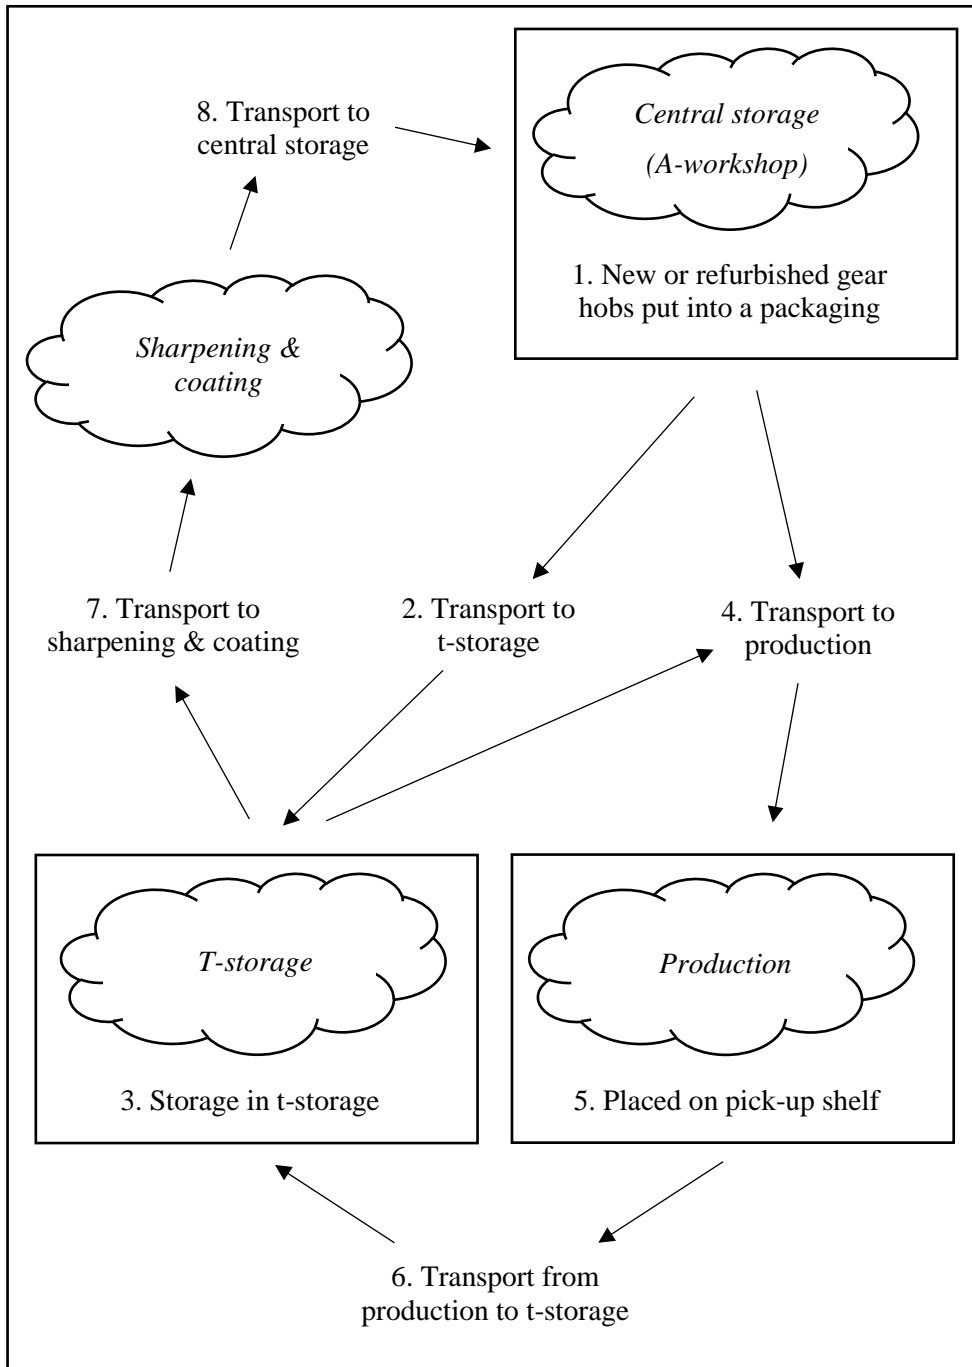 8. Transport to
central storage
Central storage
(A-workshop)
1. New or refurbished gear
hobs put into a packaging
Sharpening &
coating
7. Transport to
sharpening & coating
2. Transport to
t-storage
4. Transport to
production
T-storage
3. Storage in t-storage
Production
5. Placed on pick-up shelf
6. Transport from
production to t-storage